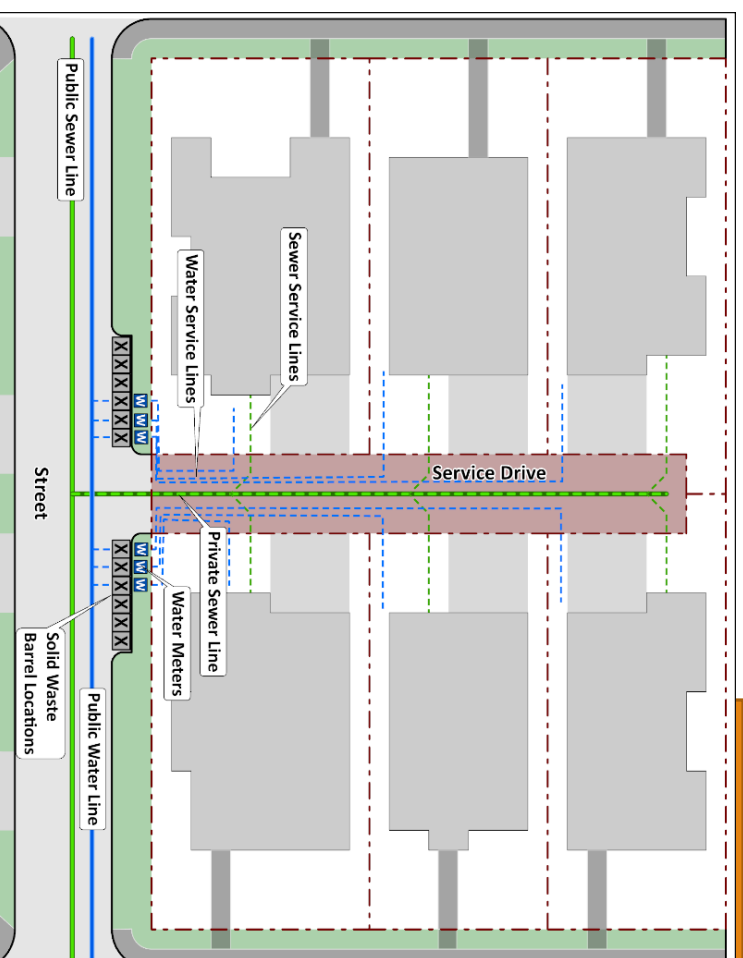 Public Sewer Line
Sewer Service Lines
Water Service Lines
X
X
X
X
X
X
W
W
W
Service Drive
Street
W
W
W
X
X
X
X
X
X
Private Sewer Line
Water Meters
Solid Waste
Barrel Locations
Public Water Line